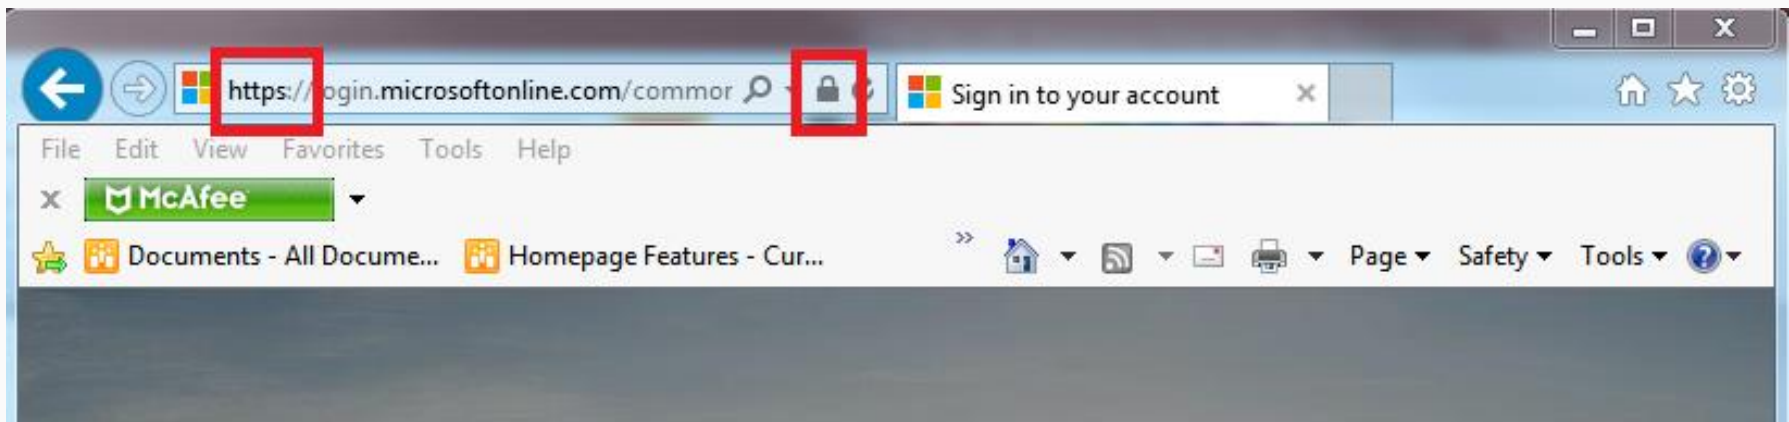 https://login.microsoftonline.com/commor
Sign in to your account
File Edit View Favorites Tools Help
McAfee
Documents - All Docume... Homepage Features - Cur... Page Safety Tools